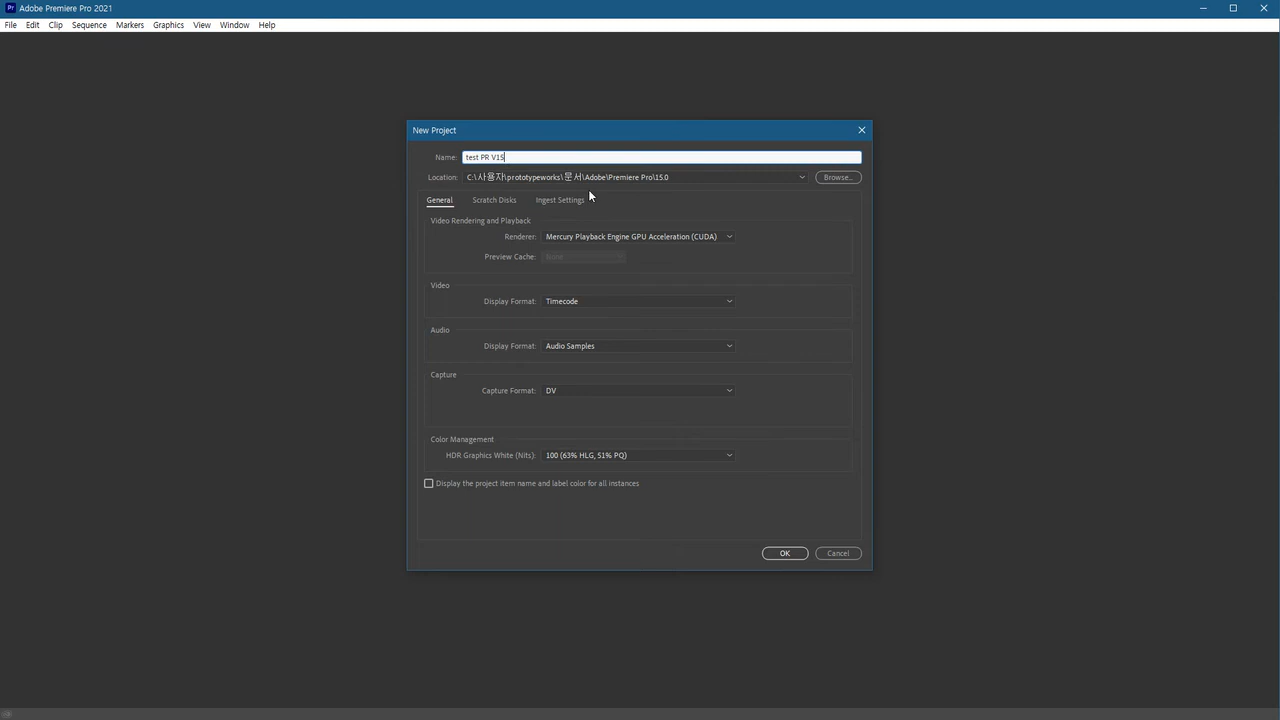 Adobe Premiere Pro 2021
File Edit Clip Sequence Markers Graphics View Window Help
New Project
Name: test PR V15
Location: C:\사용자\prototypeworks\문서\Adobe\Premiere Pro\15.0 Browse...
General Scratch Disks Ingest Settings
Video Rendering and Playback
Renderer: Mercury Playback Engine GPU Acceleration (CUDA)
Preview Cache: None
Video
Display Format: Timecode
Audio
Display Format: Audio Samples
Capture
Capture Format: DV
Color Management
HDR Graphics White (Nits): 100 (63% HLG, 51% PQ)
Display the project item name and label color for all instances
OK Cancel